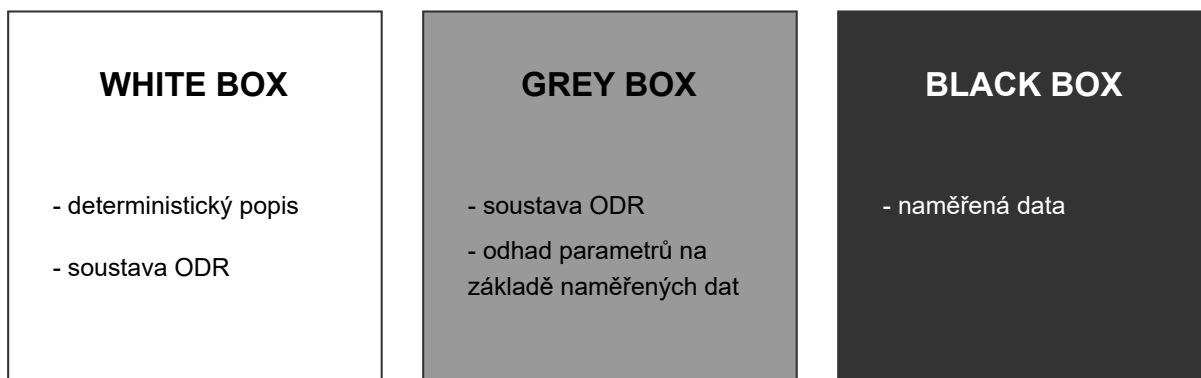 WHITE BOX
- deterministický popis
- soustava ODR
GREY BOX
- soustava ODR
- odhad parametrů na
základě naměřených dat
BLACK BOX
- naměřená data